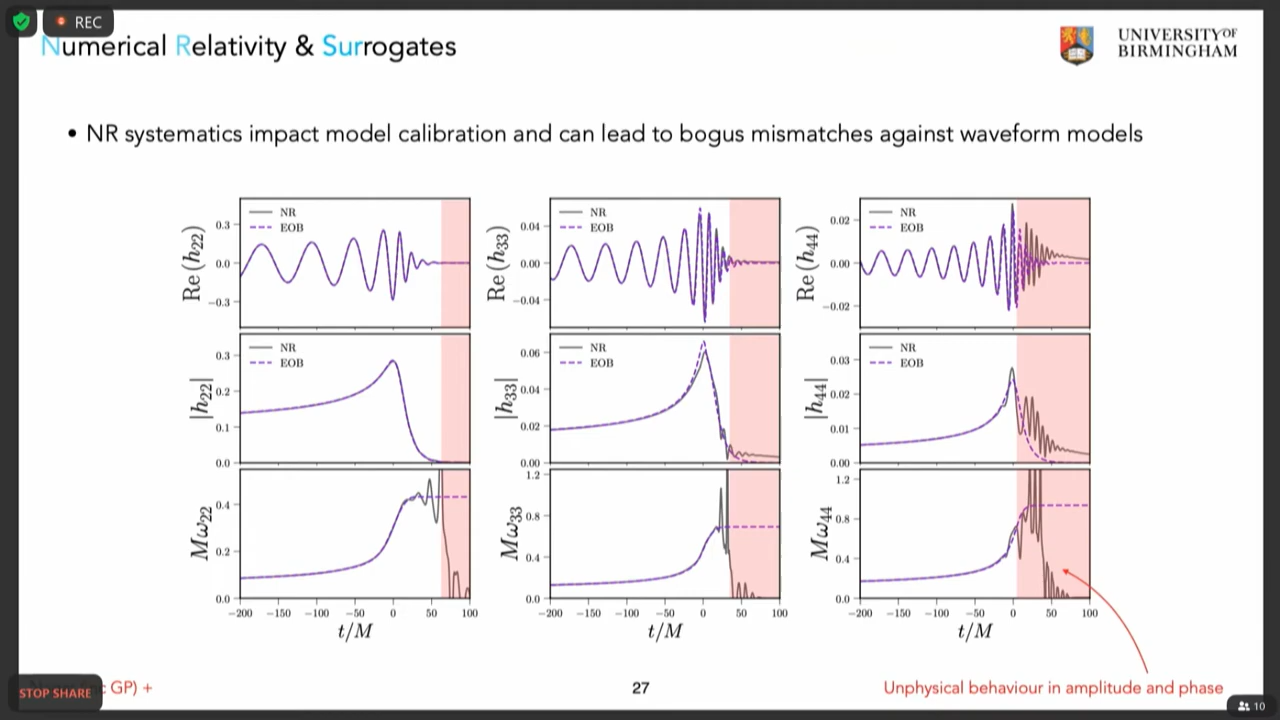 REC
Numerical Relativity & Surrogates
UNIVERSITY OF
BIRMINGHAM
• NR systematics impact model calibration and can lead to bogus mismatches against waveform models
Re(h22)
0.3
0.0
−0.3
NR
EOB
Re(h33)
0.04
0.00
−0.04
NR
EOB
Re(h44)
0.02
0.00
−0.02
NR
EOB
|h22|
0.3
0.2
0.1
0.0
NR
EOB
|h33|
0.06
0.04
0.02
0.00
NR
EOB
|h44|
0.03
0.02
0.01
0.00
NR
EOB
Mω22
0.4
0.2
0.0
−200 −150 −100 −50 0 50 100
t/M
Mω33
1.2
0.8
0.4
0.0
−200 −150 −100 −50 0 50 100
t/M
Mω44
1.2
0.8
0.4
0.0
−200 −150 −100 −50 0 50 100
t/M
STOP SHARE
GP) +
27
Unphysical behaviour in amplitude and phase
10